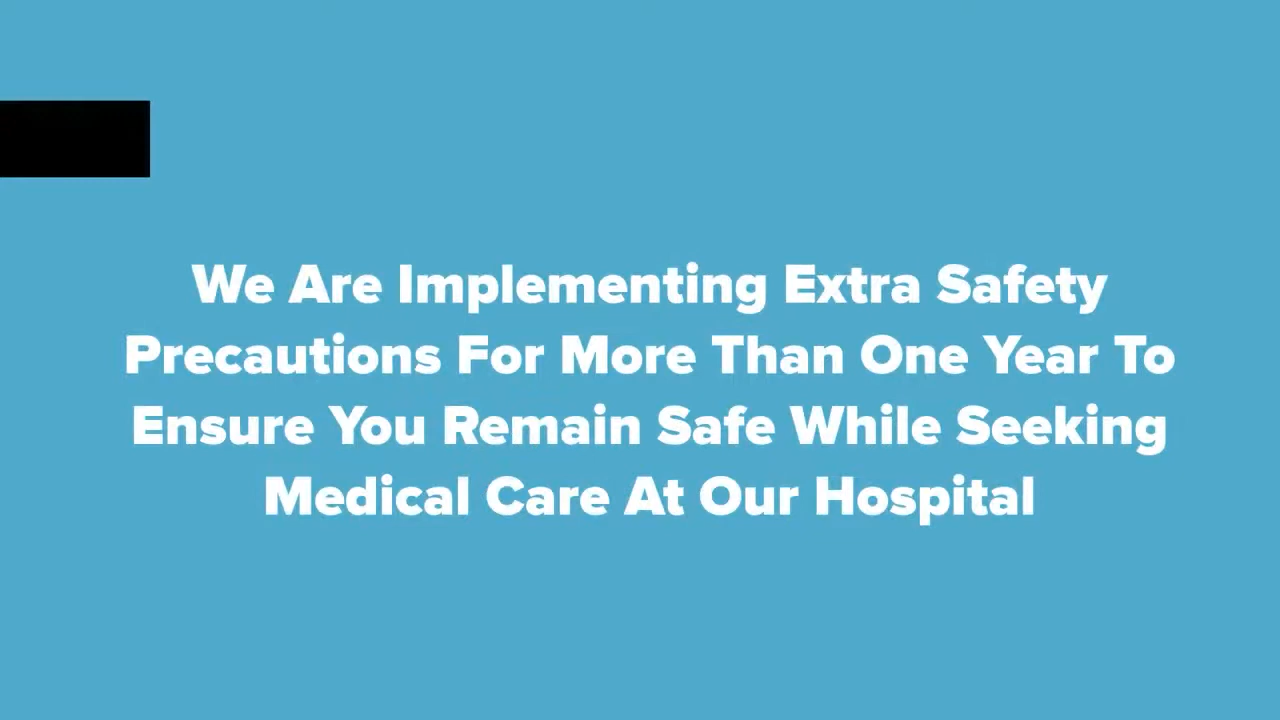 We Are Implementing Extra Safety
Precautions For More Than One Year To
Ensure You Remain Safe While Seeking
Medical Care At Our Hospital